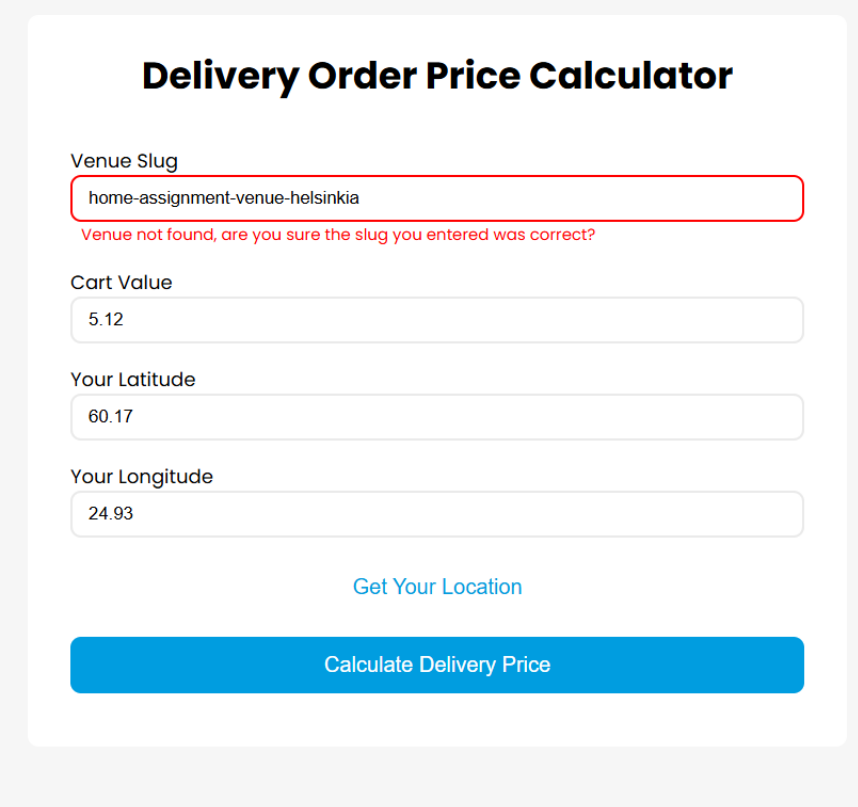 Delivery Order Price Calculator
Venue Slug
home-assignment-venue-helsinkia
Venue not found, are you sure the slug you entered was correct?
Cart Value
5.12
Your Latitude
60.17
Your Longitude
24.93
Get Your Location
Calculate Delivery Price